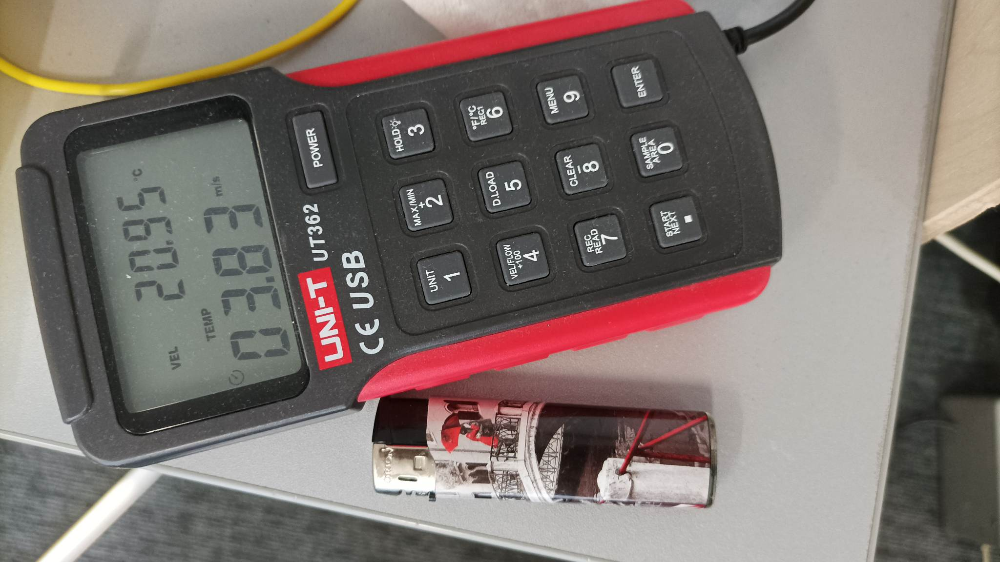 VEL 20.95 °C
TEMP
03.83 m/s
UNI-T UT362 POWER
CE USB
UNIT
1
MAX/MIN
+
2
HOLD
3
VEL/FLOW
+100
4
D.LOAD
5
°F/°C
REC1
6
REC
READ
7
CLEAR
–
8
MENU
9
START
NEXT
.
SAMPLE
AREA
0
ENTER
ORION